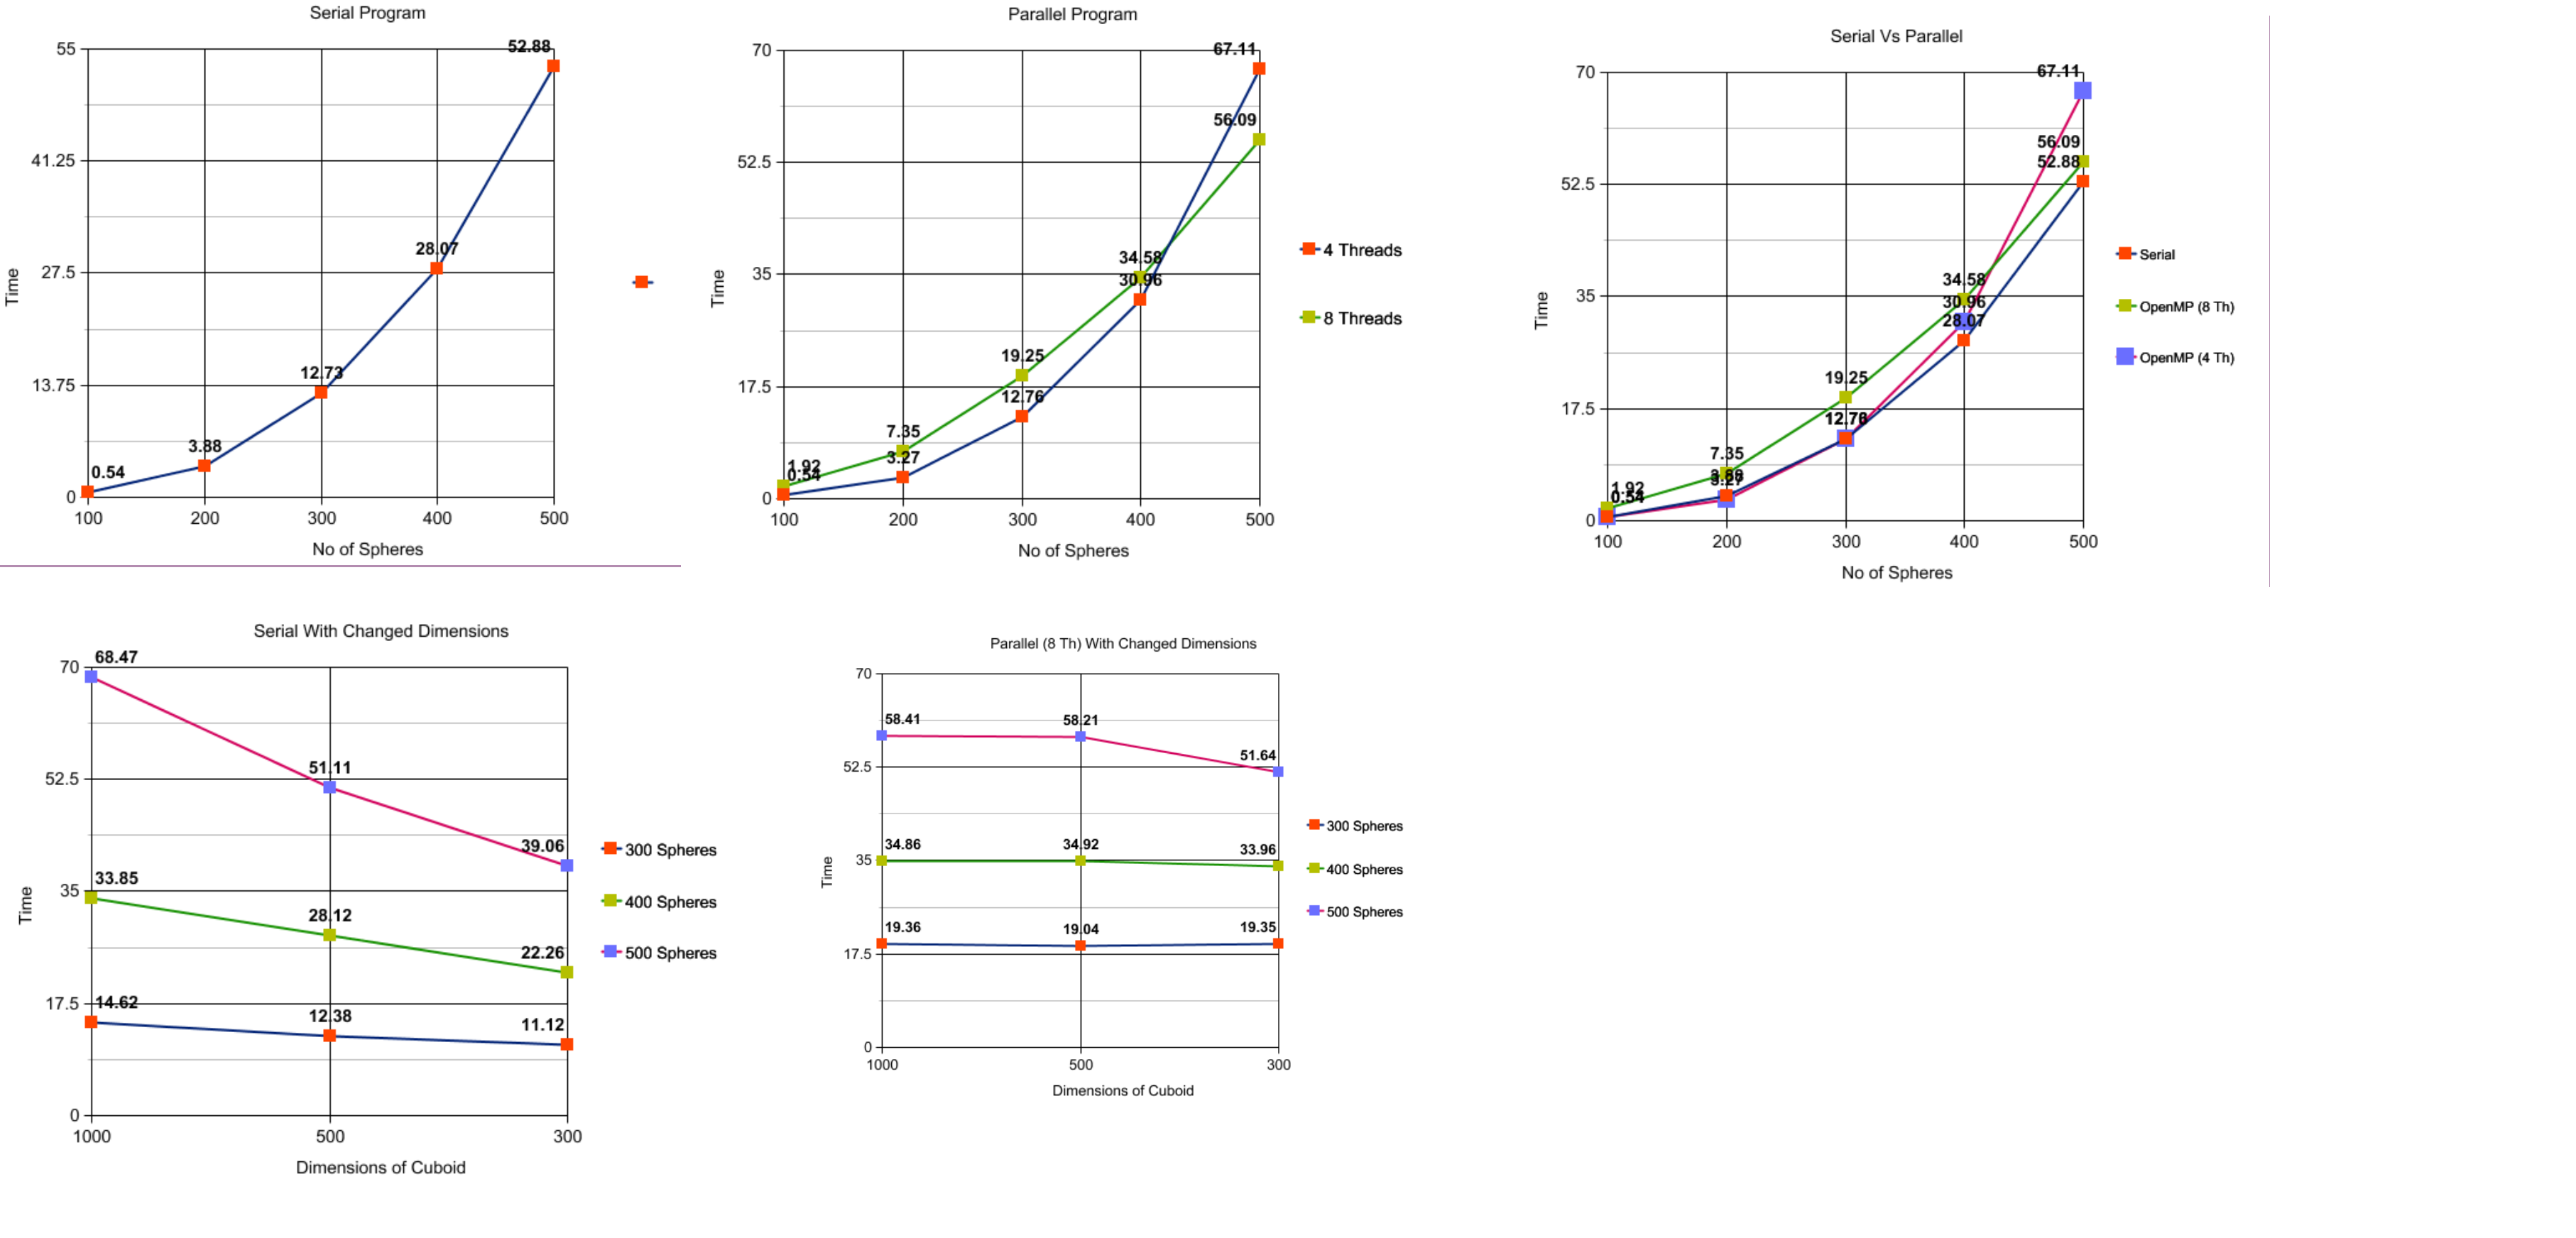 Serial Program
55
41.25
27.5
13.75
0
52.88
28.07
12.73
3.88
0.54
100 200 300 400 500
Time
No of Spheres
Parallel Program
70
52.5
35
17.5
0
67.11
56.09
34.58
30.96
19.25
12.76
7.35
3.27
1.92
0.54
100 200 300 400 500
Time
No of Spheres
4 Threads
8 Threads
Serial Vs Parallel
70
52.5
35
17.5
0
67.11
56.09
52.88
34.58
30.96
28.07
19.25
12.76
7.35
3.27
1.92
0.54
100 200 300 400 500
Time
No of Spheres
Serial
OpenMP (8 Th)
OpenMP (4 Th)
Serial With Changed Dimensions
70
52.5
35
17.5
0
68.47
51.11
39.06
33.85
28.12
22.26
14.62
12.38
11.12
1000 500 300
Time
Dimensions of Cuboid
300 Spheres
400 Spheres
500 Spheres
Parallel (8 Th) With Changed Dimensions
70
52.5
35
17.5
0
58.41
58.21
51.64
34.86
34.92
33.96
19.36
19.04
19.35
1000 500 300
Time
Dimensions of Cuboid
300 Spheres
400 Spheres
500 Spheres